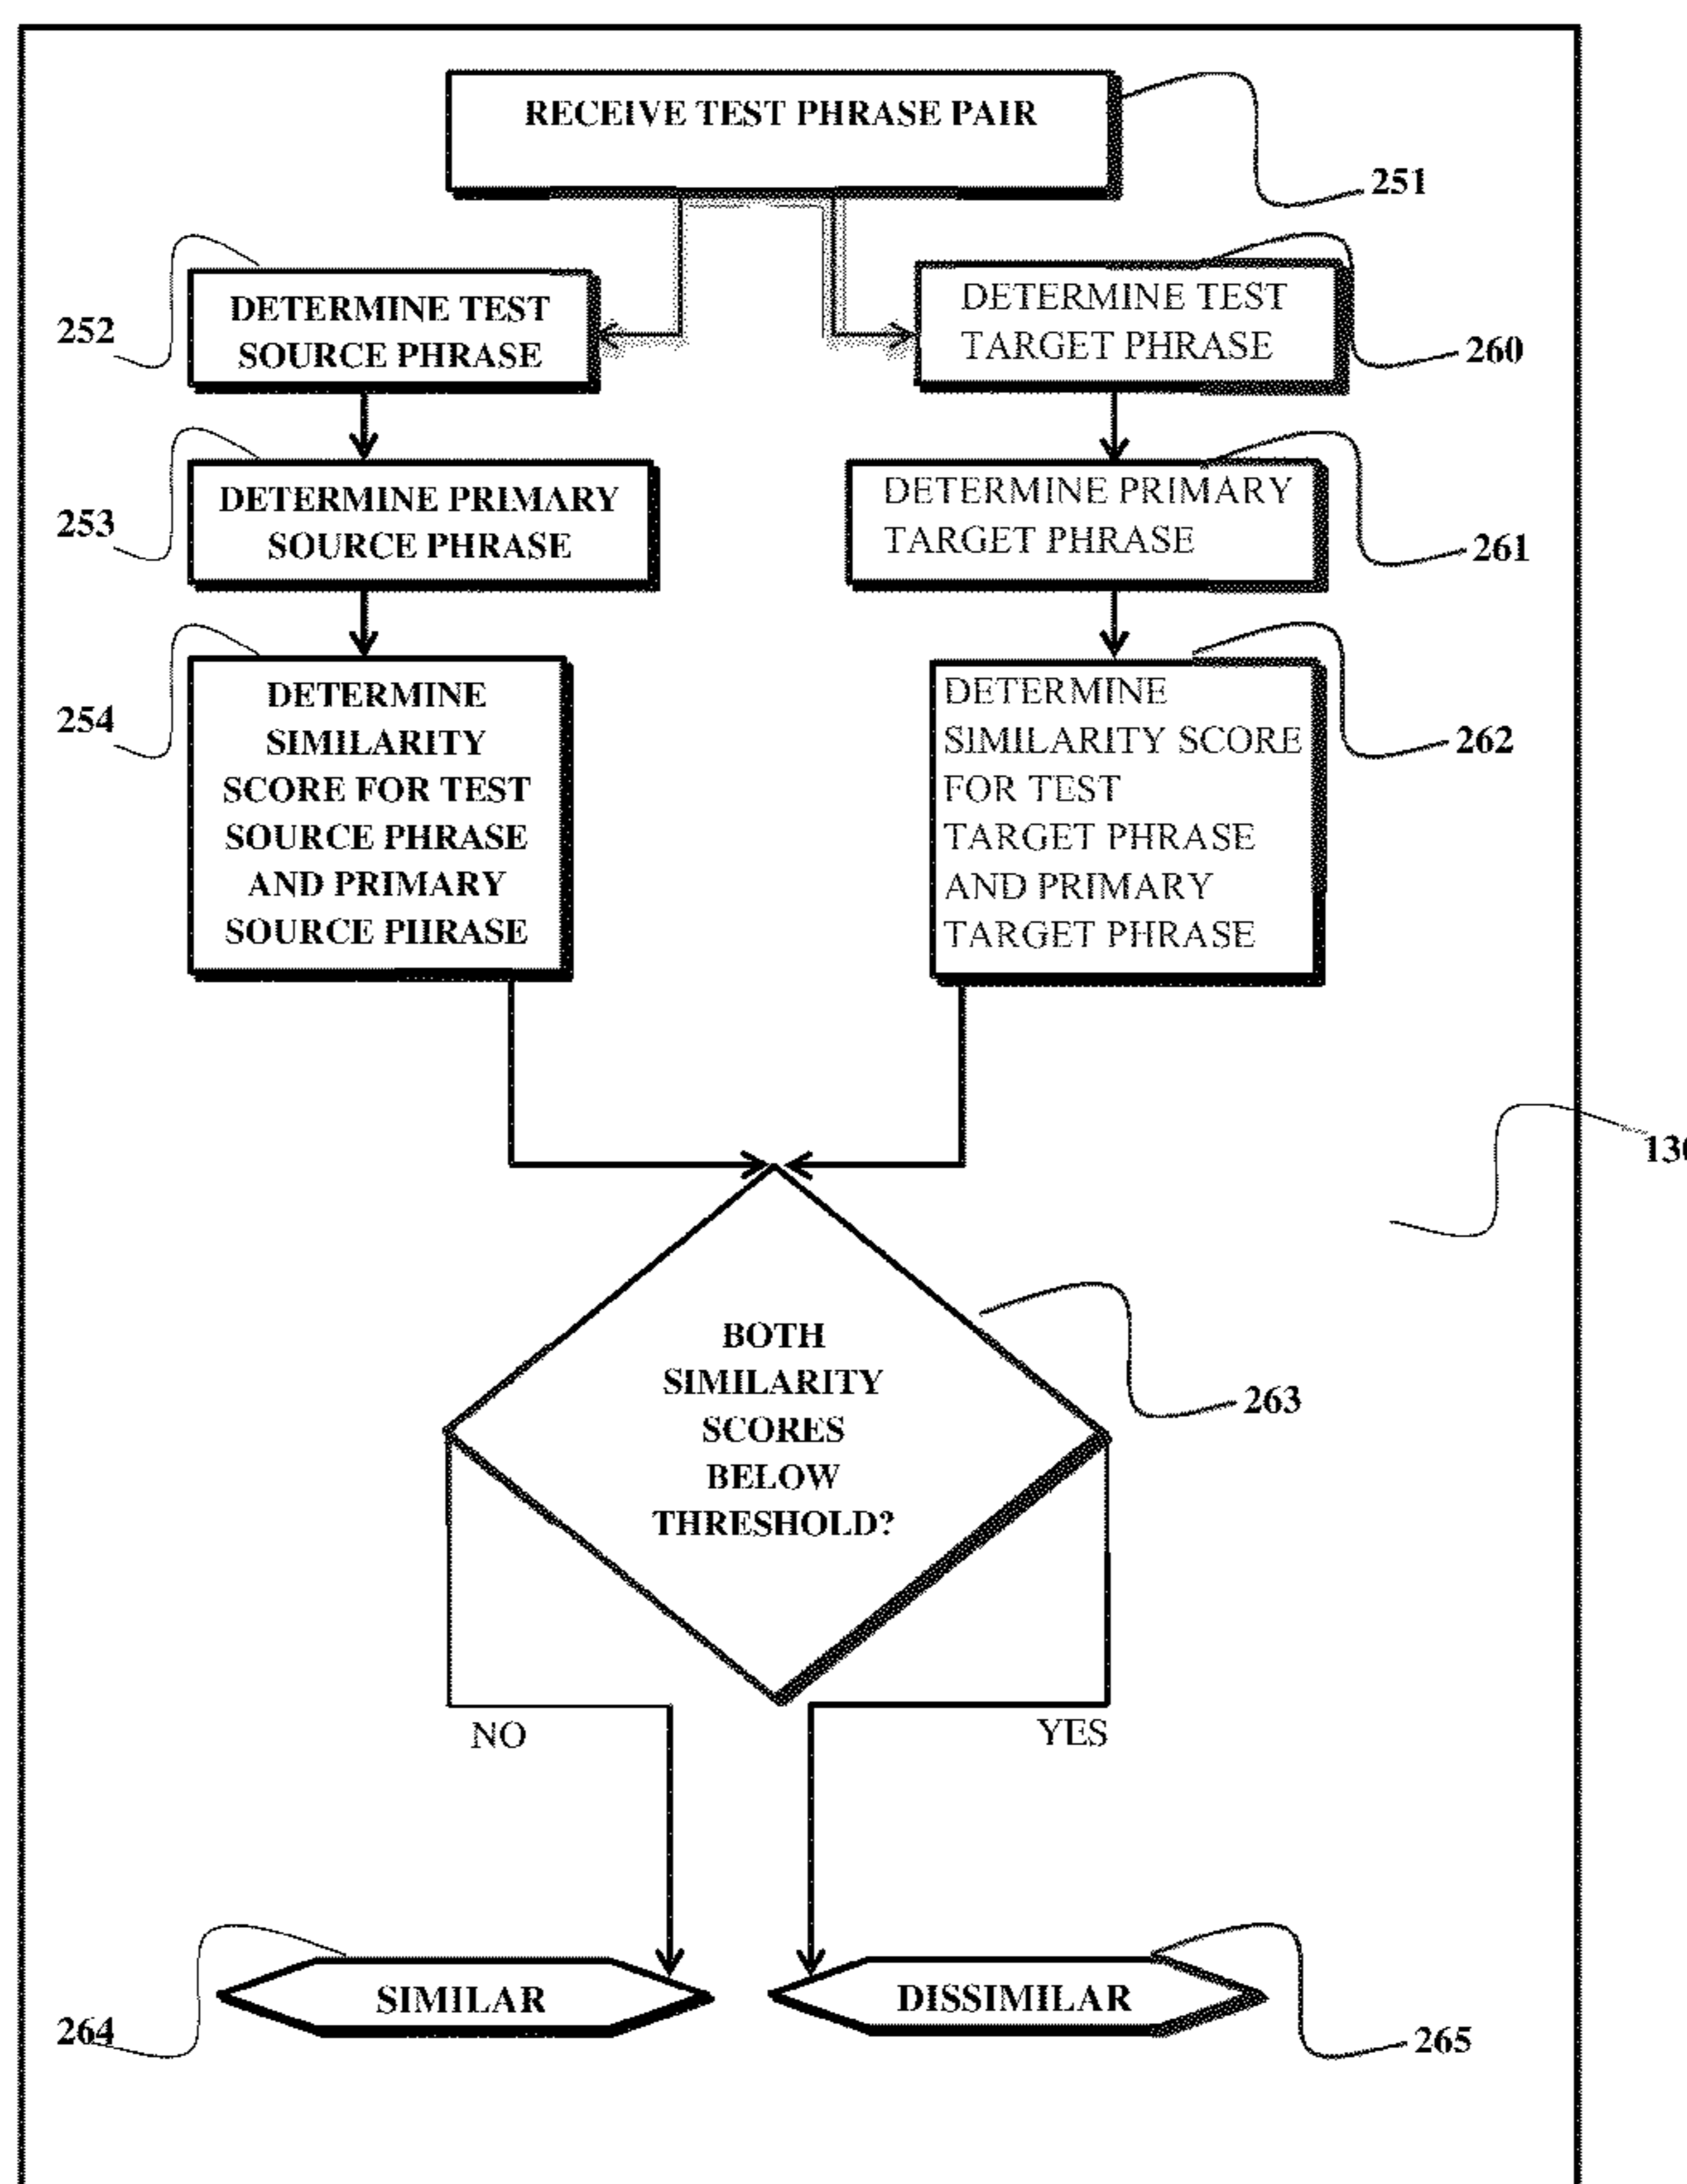 RECEIVE TEST PHRASE PAIR
251
252
DETERMINE TEST
SOURCE PHRASE
DETERMINE TEST
TARGET PHRASE
260
253
DETERMINE PRIMARY
SOURCE PHRASE
DETERMINE PRIMARY
TARGET PHRASE
261
254
DETERMINE
SIMILARITY
SCORE FOR TEST
SOURCE PHRASE
AND PRIMARY
SOURCE PHRASE
DETERMINE
SIMILARITY SCORE
FOR TEST
TARGET PHRASE
AND PRIMARY
TARGET PHRASE
262
BOTH
SIMILARITY
SCORES
BELOW
THRESHOLD?
263
NO
YES
SIMILAR
DISSIMILAR
264
265